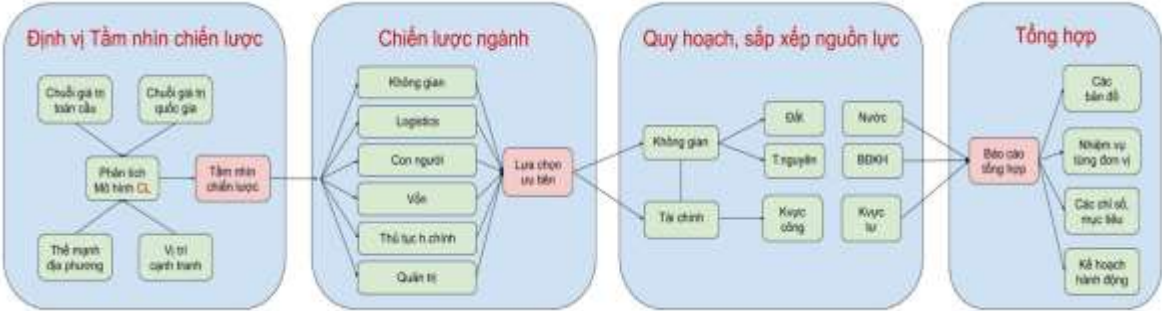 Định vị Tầm nhìn chiến lược
Chuỗi giá trị
toàn cầu
Chuỗi giá trị
quốc gia
Phân tích
Mô hình CL
Tầm nhìn
chiến lược
Thế mạnh
địa phương
Vị trí
cạnh tranh
Chiến lược ngành
Không gian
Logistics
Con người
Vốn
Thủ tục h.chính
Quản trị
Lựa chọn
ưu tiên
Quy hoạch, sắp xếp nguồn lực
Không gian
Tài chính
Đất
T.nguyên
Kvực
công
Nước
BĐKH
Kvực
tư
Tổng hợp
Báo cáo
tổng hợp
Các
bản đồ
Nhiệm vụ
từng đơn vị
Các chỉ số,
mục tiêu
Kế hoạch
hành động